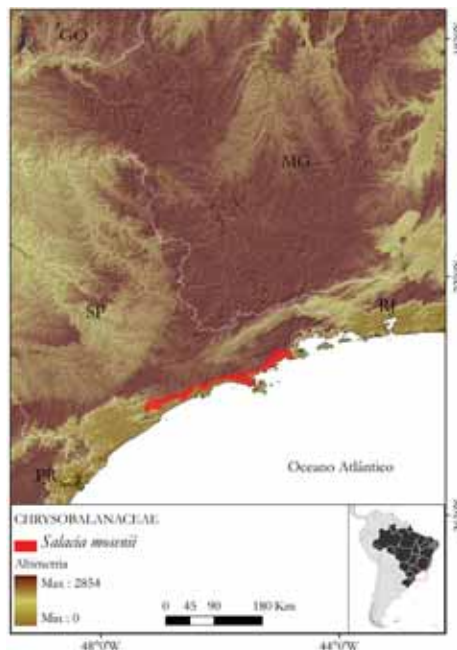 GO
MG
SP
RJ
PR
Oceano Atlântico
CHRYSOBALANACEAE
Salacia mosenii
Altimetria
Max : 2854
Min : 0
0 45 90 180 Km
48°0'W 44°0'W